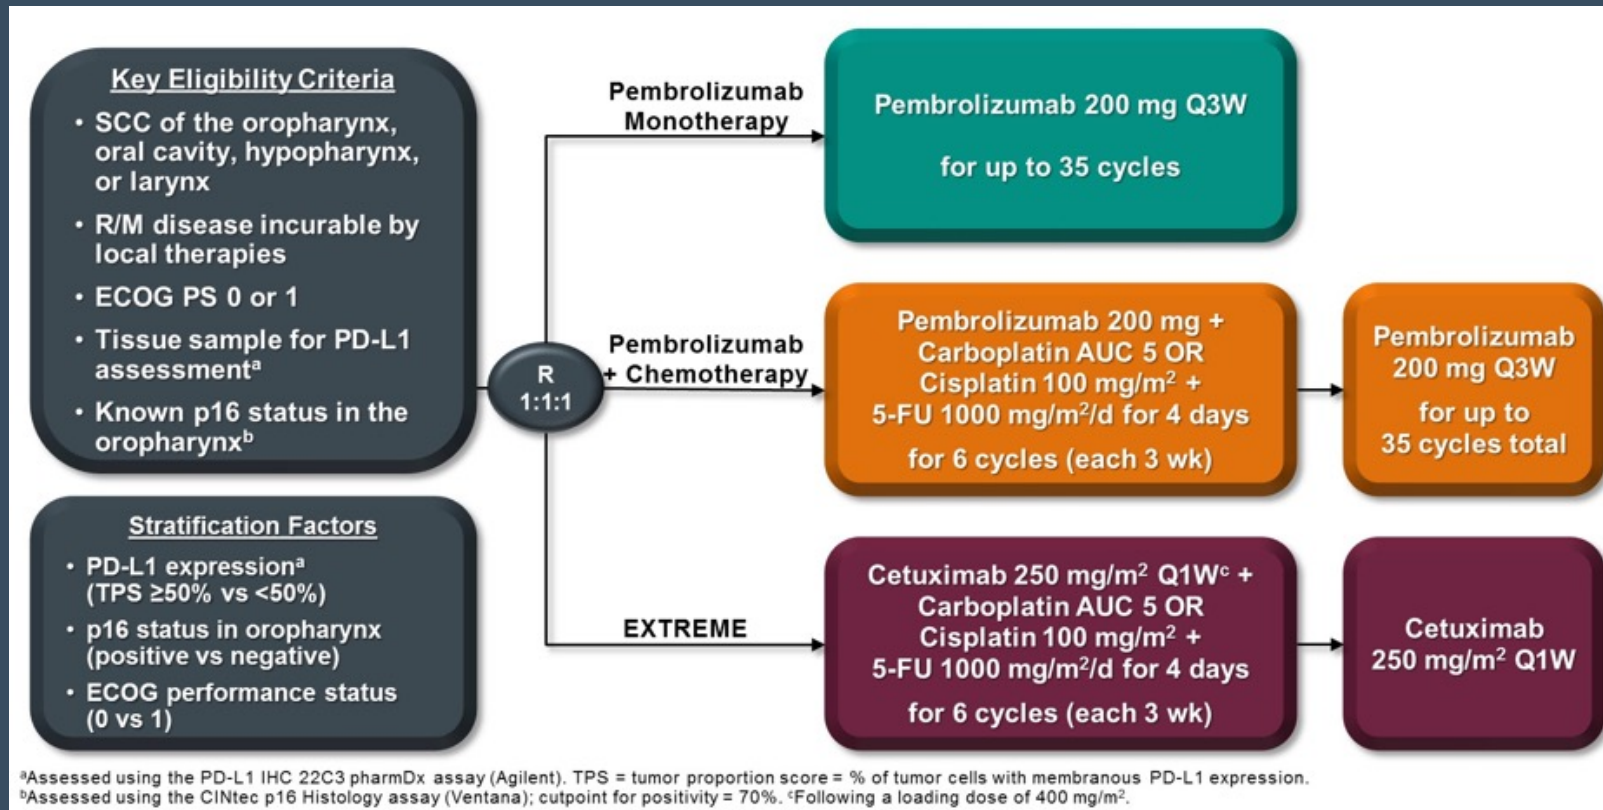 Key Eligibility Criteria
• SCC of the oropharynx,
oral cavity, hypopharynx,
or larynx
• R/M disease incurable by
local therapies
• ECOG PS 0 or 1
• Tissue sample for PD-L1
assessmentᵃ
• Known p16 status in the
oropharynxᵇ
Stratification Factors
• PD-L1 expressionᵃ
(TPS ≥50% vs <50%)
• p16 status in oropharynx
(positive vs negative)
• ECOG performance status
(0 vs 1)
R
1:1:1
Pembrolizumab
Monotherapy
Pembrolizumab 200 mg Q3W
for up to 35 cycles
Pembrolizumab
+ Chemotherapy
Pembrolizumab 200 mg +
Carboplatin AUC 5 OR
Cisplatin 100 mg/m² +
5-FU 1000 mg/m²/d for 4 days
for 6 cycles (each 3 wk)
Pembrolizumab
200 mg Q3W
for up to
35 cycles total
EXTREME
Cetuximab 250 mg/m² Q1Wᶜ +
Carboplatin AUC 5 OR
Cisplatin 100 mg/m² +
5-FU 1000 mg/m²/d for 4 days
for 6 cycles (each 3 wk)
Cetuximab
250 mg/m² Q1W
ᵃAssessed using the PD-L1 IHC 22C3 pharmDx assay (Agilent). TPS = tumor proportion score = % of tumor cells with membranous PD-L1 expression.
ᵇAssessed using the CINtec p16 Histology assay (Ventana); cutpoint for positivity = 70%. ᶜFollowing a loading dose of 400 mg/m².